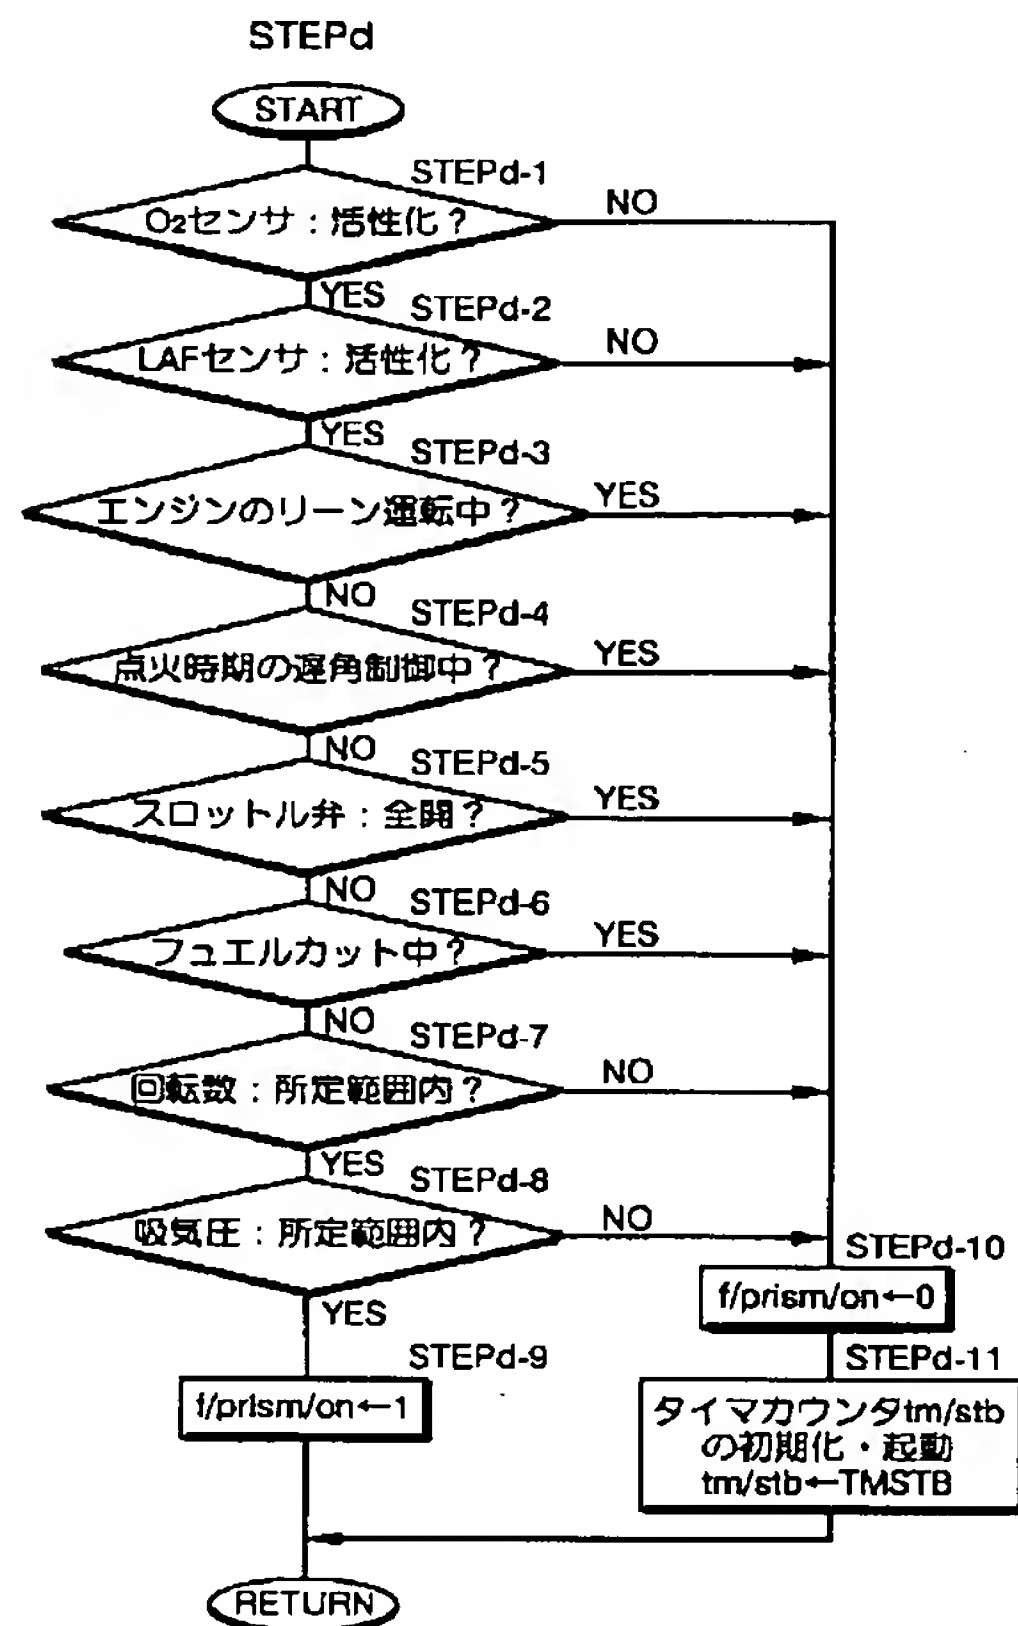 STEPd
START
STEPd-1
O2センサ：活性化？
NO
YES
STEPd-2
LAFセンサ：活性化？
NO
YES
STEPd-3
エンジンのリーン運転中？
YES
NO
STEPd-4
点火時期の遅角制御中？
YES
NO
STEPd-5
スロットル弁：全開？
YES
NO
STEPd-6
フュエルカット中？
YES
NO
STEPd-7
回転数：所定範囲内？
NO
YES
STEPd-8
吸気圧：所定範囲内？
NO
YES
STEPd-9
f/prism/on←1
STEPd-10
f/prism/on←0
STEPd-11
タイマカウンタtm/stb
の初期化・起動
tm/stb←TMSTB
RETURN